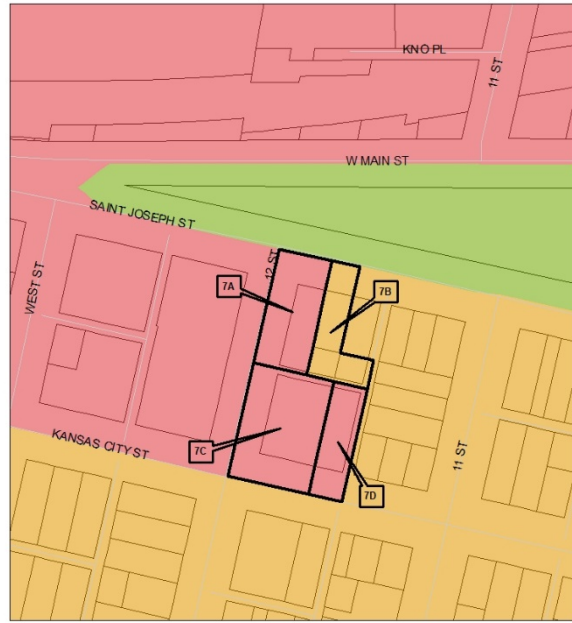 KNO PL
11 ST
W MAIN ST
SAINT JOSEPH ST
12 ST
WEST ST
7A
7B
KANSAS CITY ST
7C
7D
11 ST